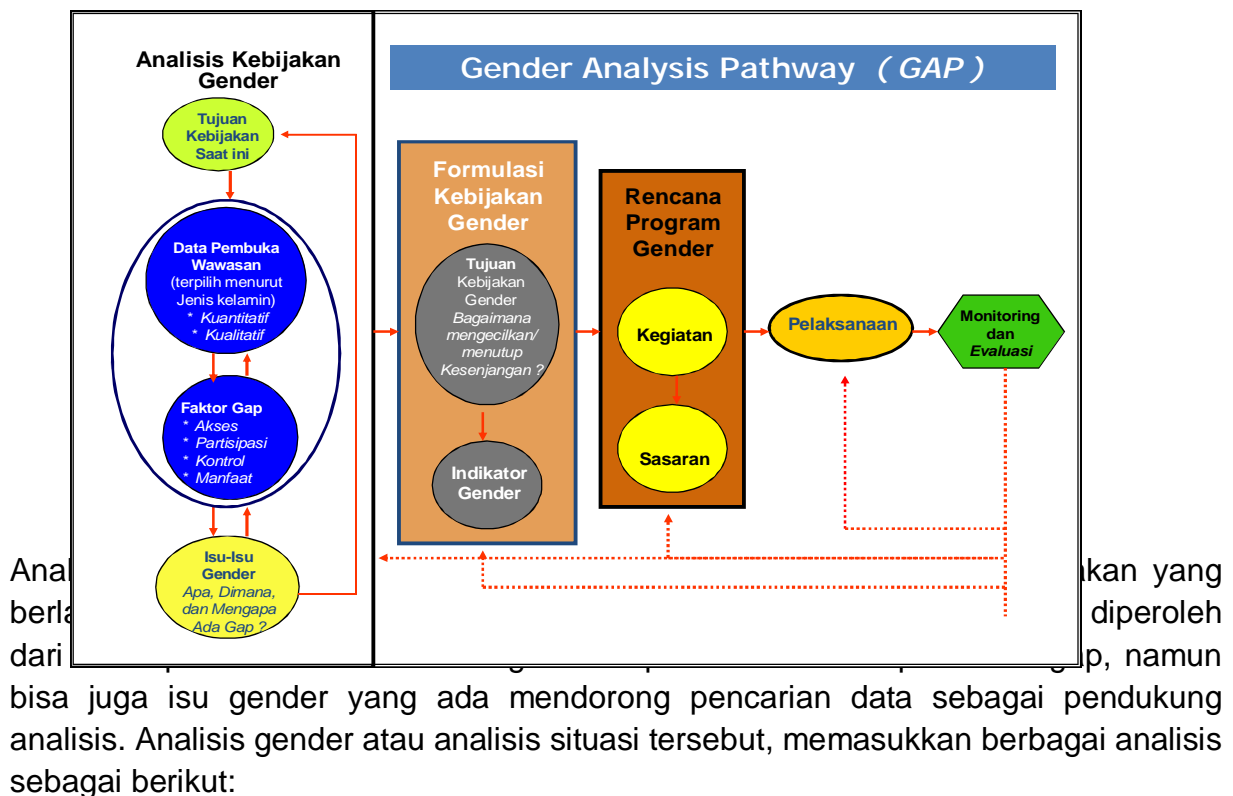 Analisis Kebijakan
Gender
Gender Analysis Pathway ( GAP )
Tujuan
Kebijakan
Saat ini
Data Pembuka
Wawasan
(terpilih menurut
Jenis kelamin)
* Kuantitatif
* Kualitatif
Faktor Gap
* Akses
* Partisipasi
* Kontrol
* Manfaat
Isu-Isu
Gender
Apa, Dimana,
dan Mengapa
Ada Gap ?
Formulasi
Kebijakan
Gender
Tujuan
Kebijakan
Gender
Bagaimana
mengecilkan/
menutup
Kesenjangan ?
Indikator
Gender
Rencana
Program
Gender
Kegiatan
Sasaran
Pelaksanaan
Monitoring
dan
Evaluasi
yang
diperoleh
dari namun
bisa juga isu gender yang ada mendorong pencarian data sebagai pendukung
analisis. Analisis gender atau analisis situasi tersebut, memasukkan berbagai analisis
sebagai berikut: